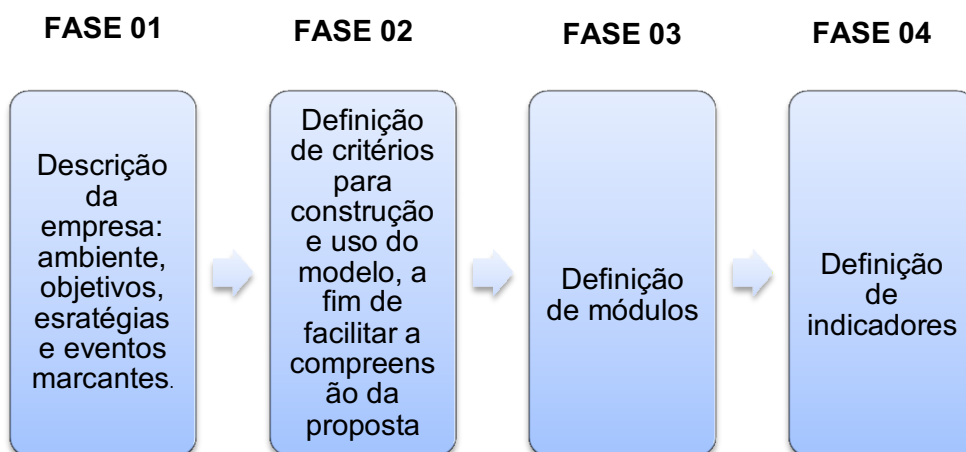 FASE 01
FASE 02
FASE 03
FASE 04
Descrição
da
empresa:
ambiente,
objetivos,
esratégias
e eventos
marcantes.
Definição
de critérios
para
construção
e uso do
modelo, a
fim de
facilitar a
compreens
ão da
proposta
Definição
de módulos
Definição
de
indicadores